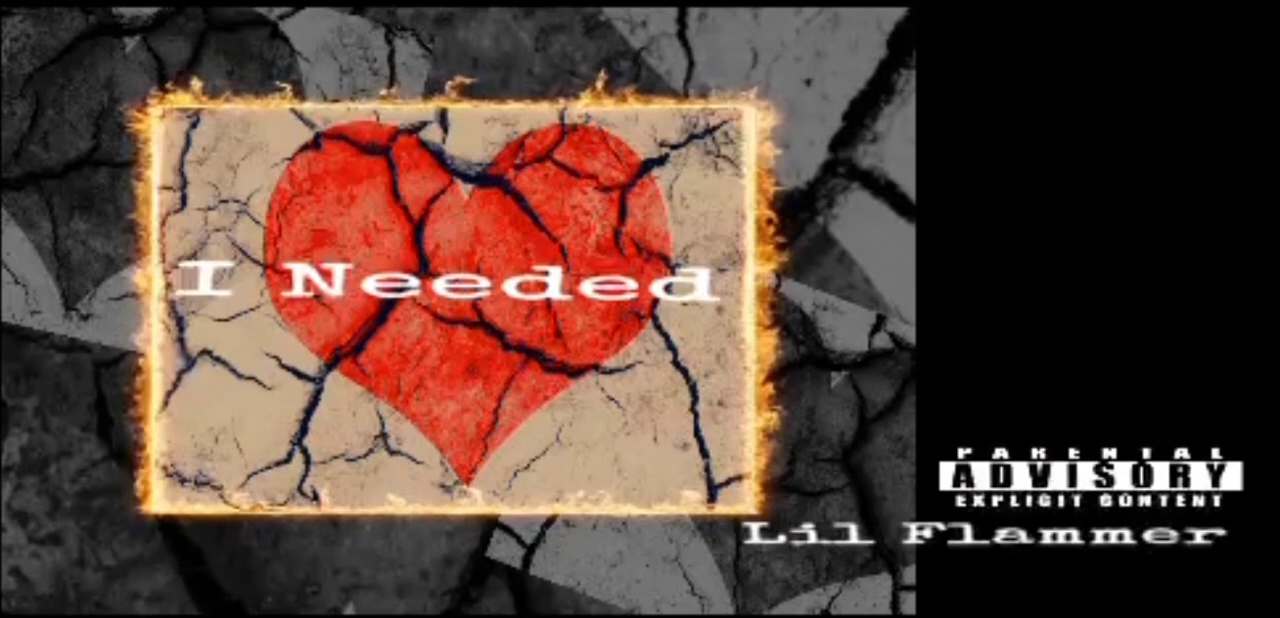 I Needed
PARENTAL
ADVISORY
EXPLICIT CONTENT
Lil Flammer